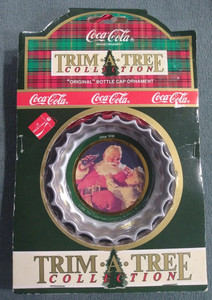 Coca-Cola
TRIM-A-TREE
COLLECTION
"ORIGINAL" BOTTLE CAP ORNAMENT
Coca-Cola Coca-Cola Coca-Cola
TRIM-A-TREE
COLLECTION